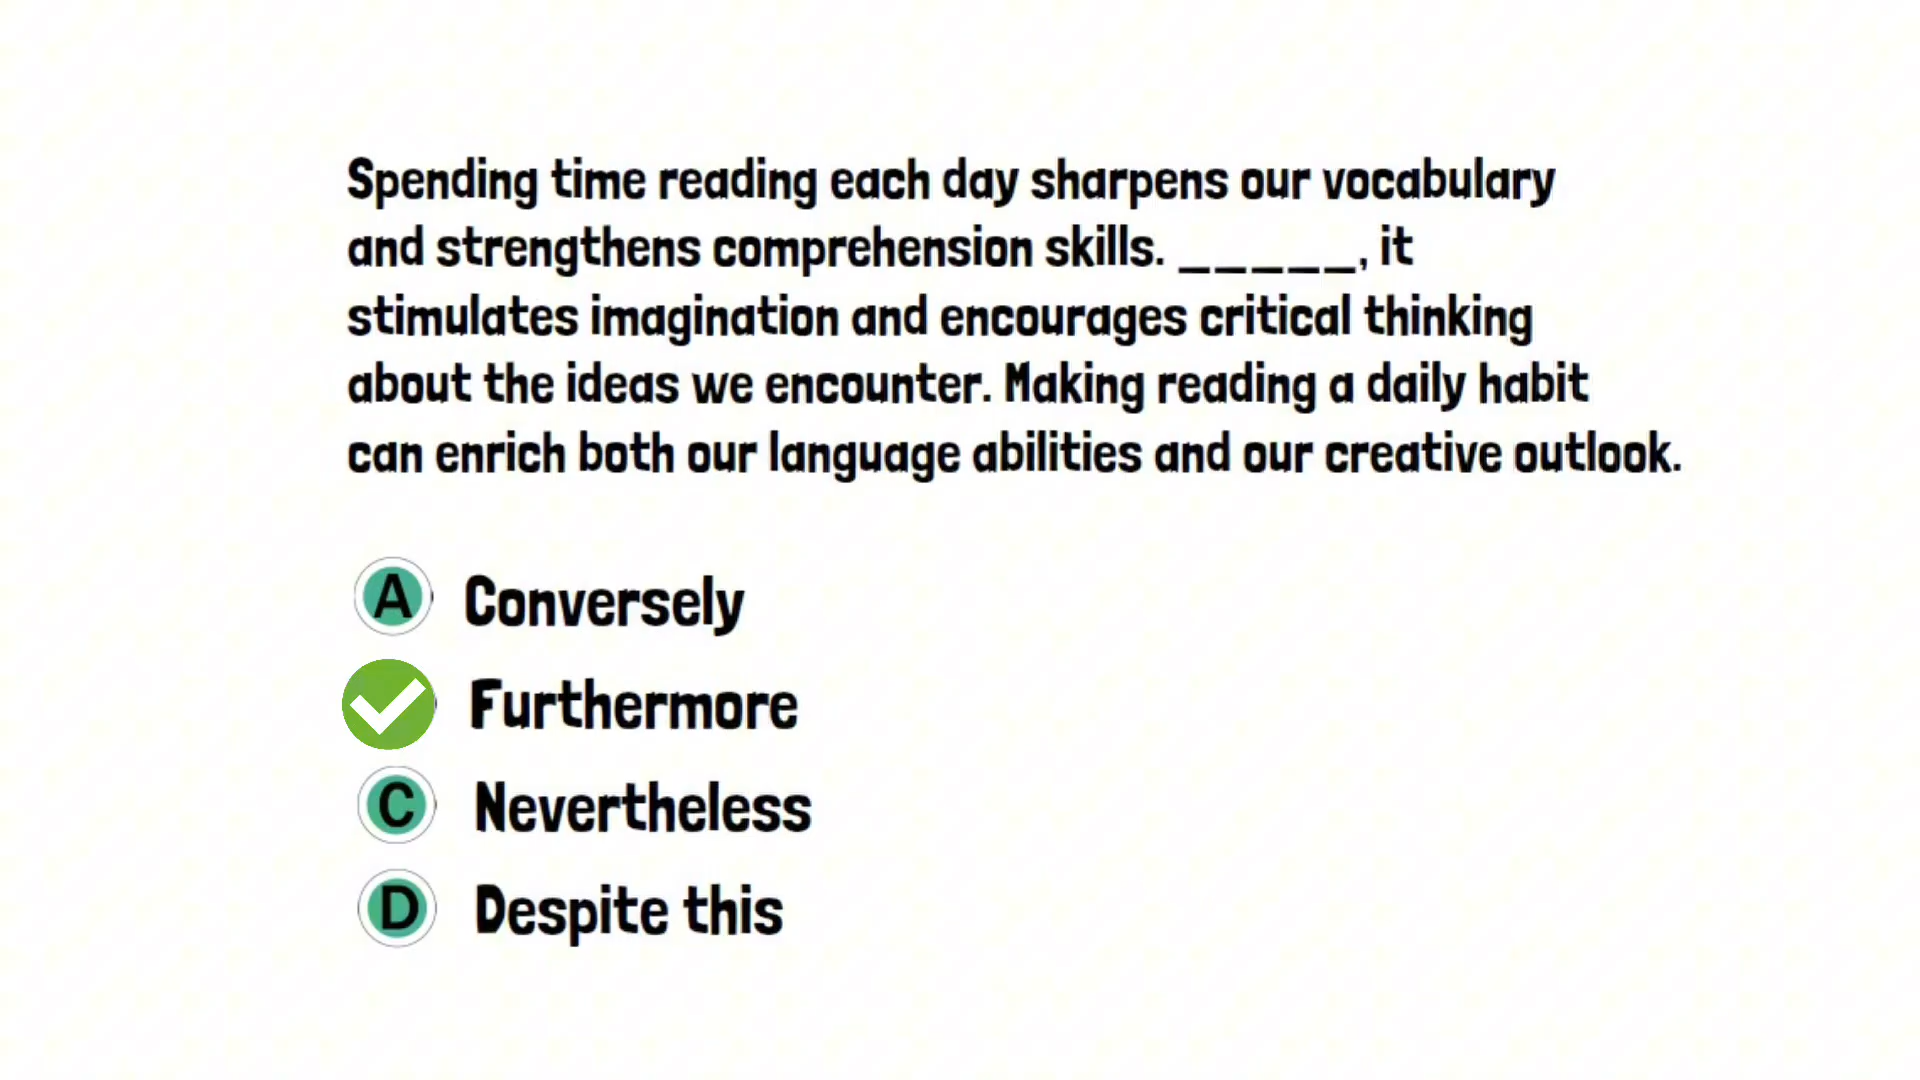 Spending time reading each day sharpens our vocabulary
and strengthens comprehension skills. _____, it
stimulates imagination and encourages critical thinking
about the ideas we encounter. Making reading a daily habit
can enrich both our language abilities and our creative outlook.
A Conversely
Furthermore
C Nevertheless
D Despite this